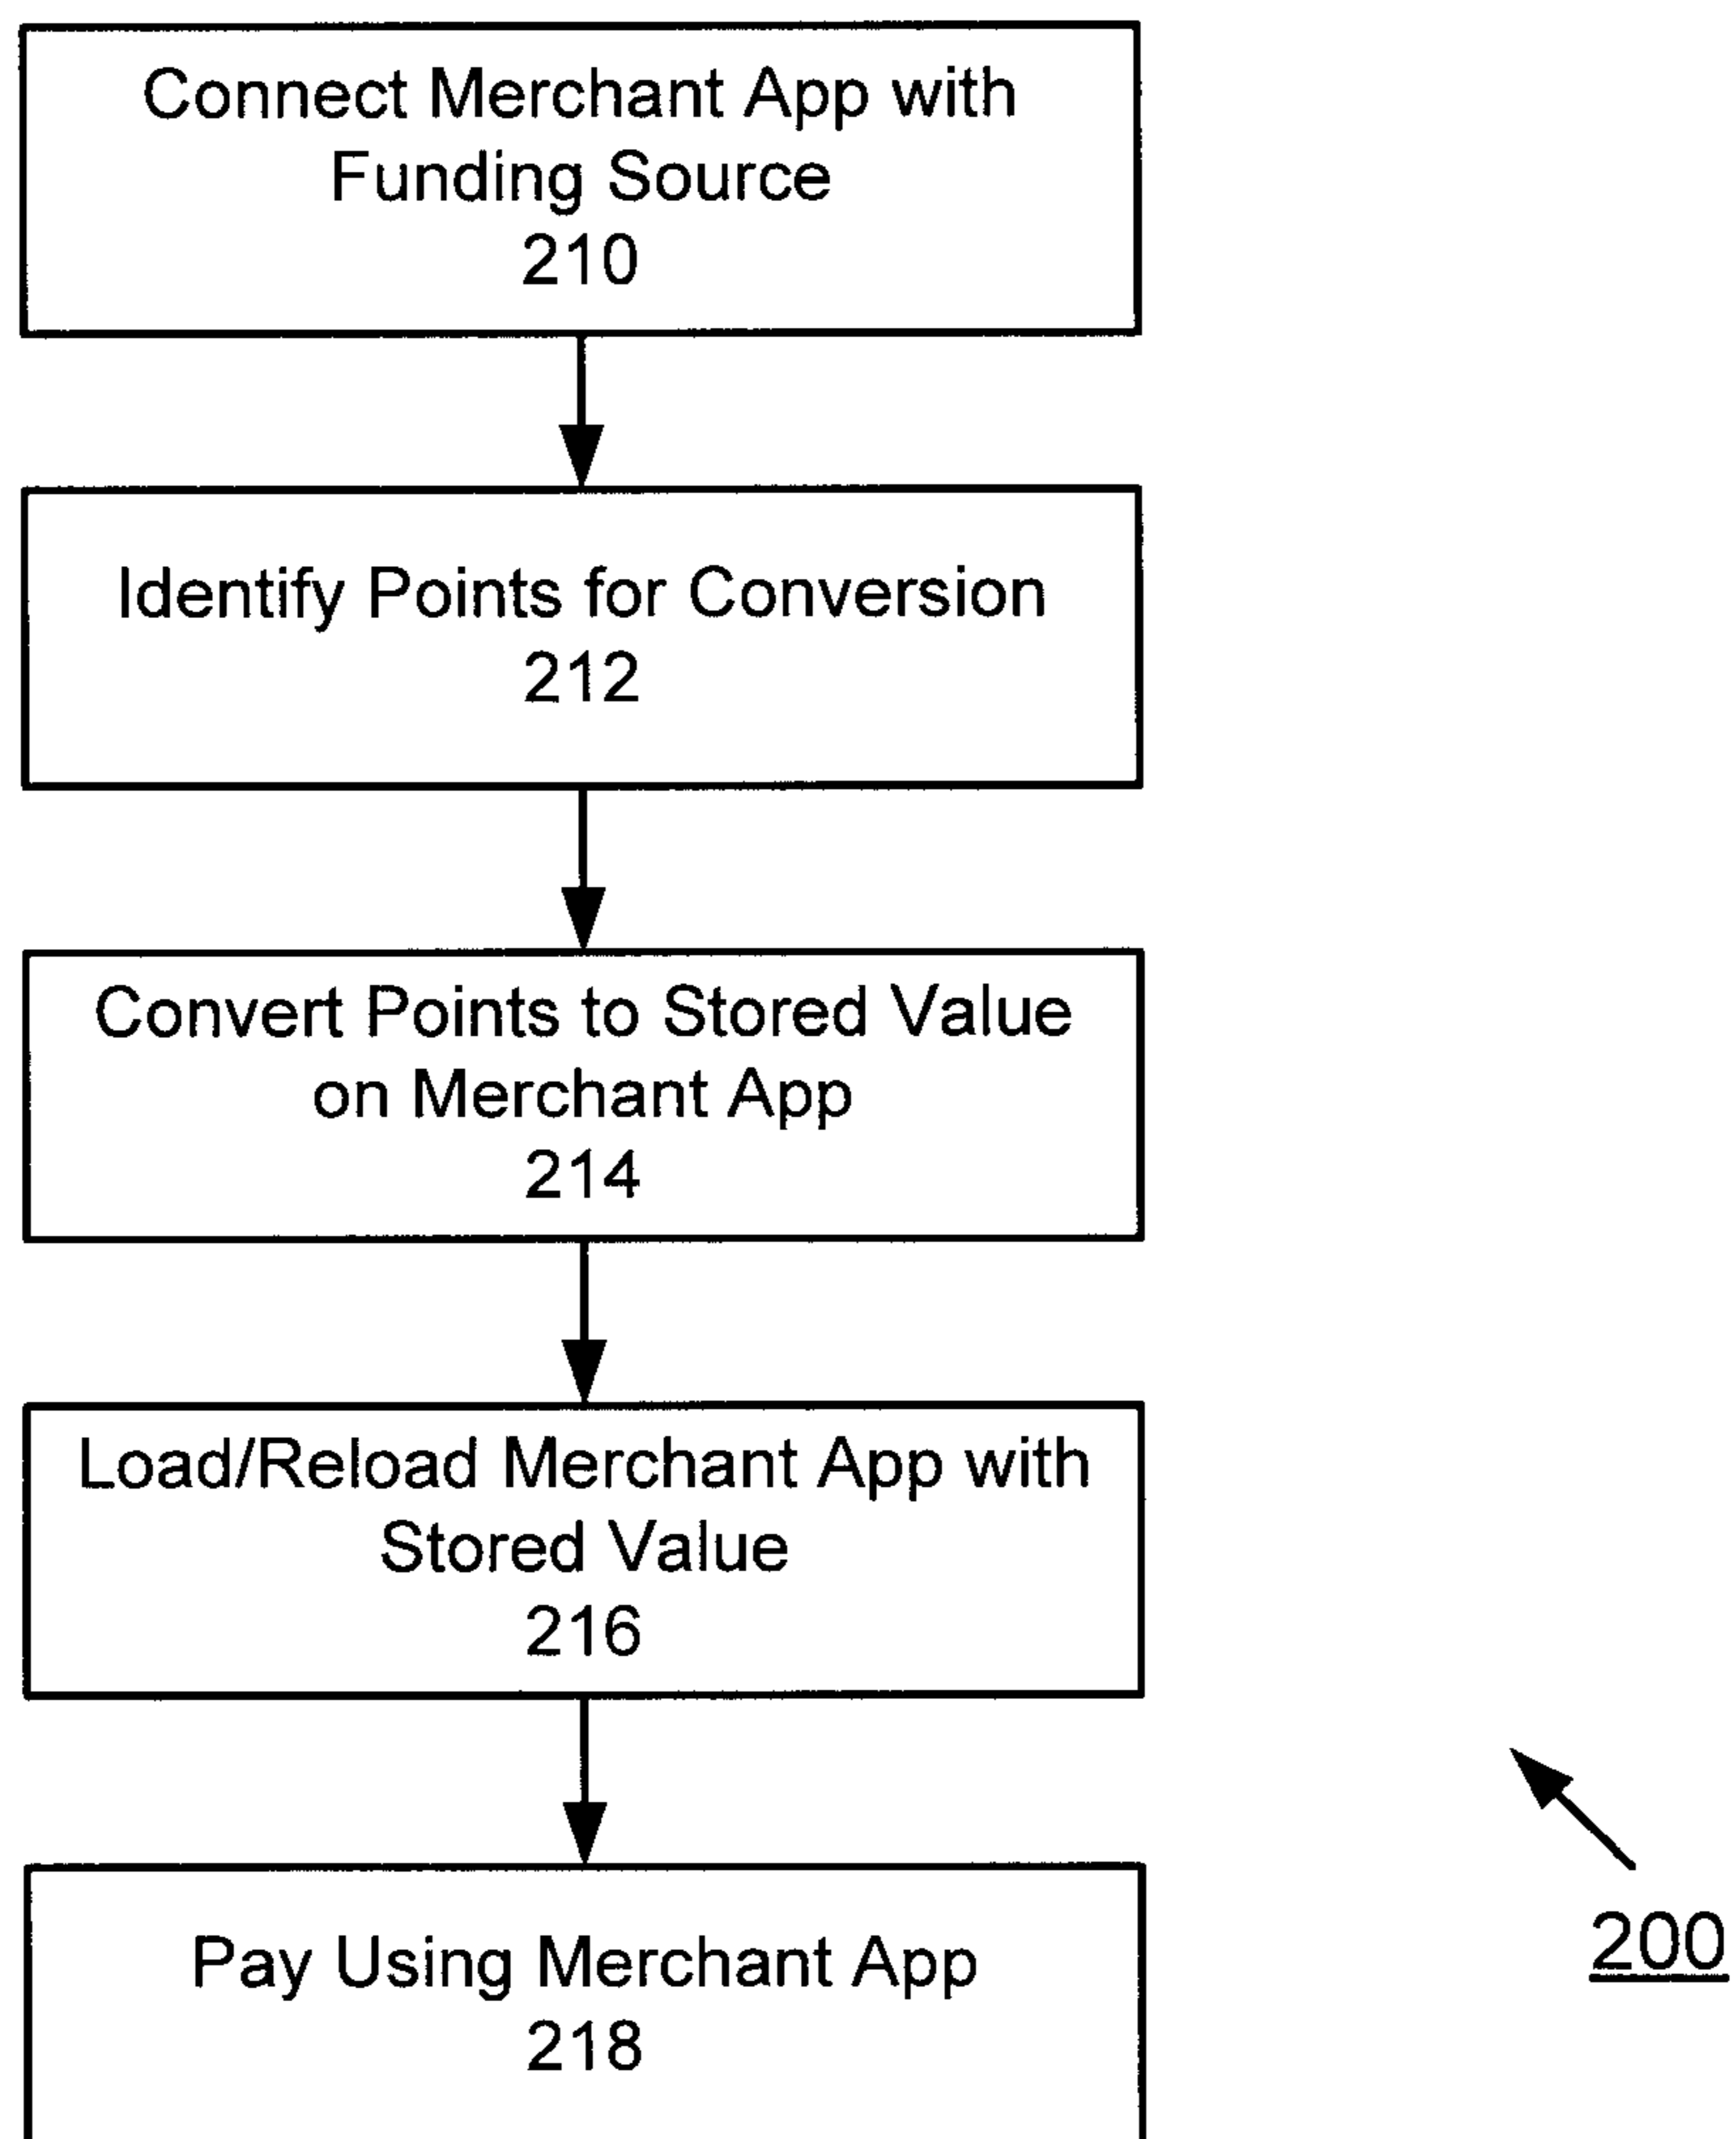 Connect Merchant App with
Funding Source
210
Identify Points for Conversion
212
Convert Points to Stored Value
on Merchant App
214
Load/Reload Merchant App with
Stored Value
216
Pay Using Merchant App
218
200